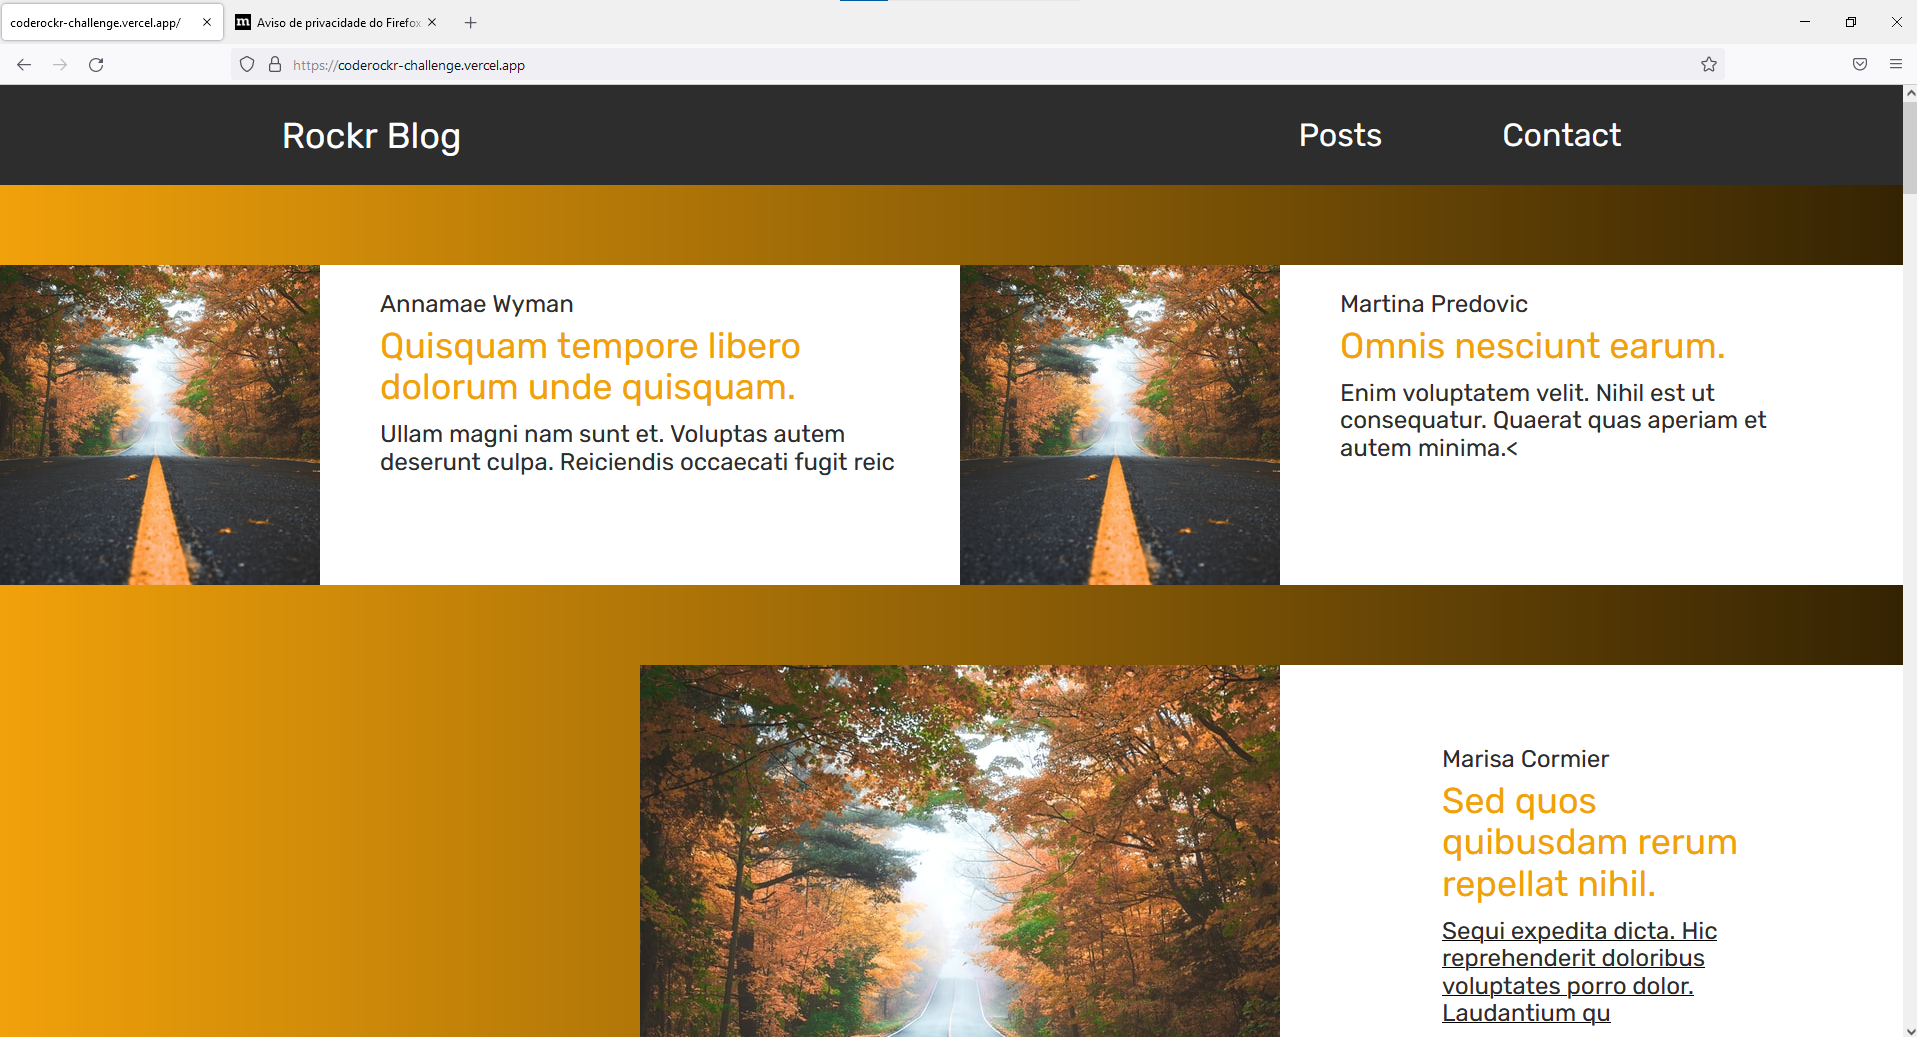 coderockr-challenge.vercel.app/
m Aviso de privacidade do Firefox
https://coderockr-challenge.vercel.app
Rockr Blog
Posts
Contact
Annamae Wyman
Quisquam tempore libero
dolorum unde quisquam.
Ullam magni nam sunt et. Voluptas autem
deserunt culpa. Reiciendis occaecati fugit reic
Martina Predovic
Omnis nesciunt earum.
Enim voluptatem velit. Nihil est ut
consequatur. Quaerat quas aperiam et
autem minima.<
Marisa Cormier
Sed quos
quibusdam rerum
repellat nihil.
Sequi expedita dicta. Hic
reprehenderit doloribus
voluptates porro dolor.
Laudantium qu